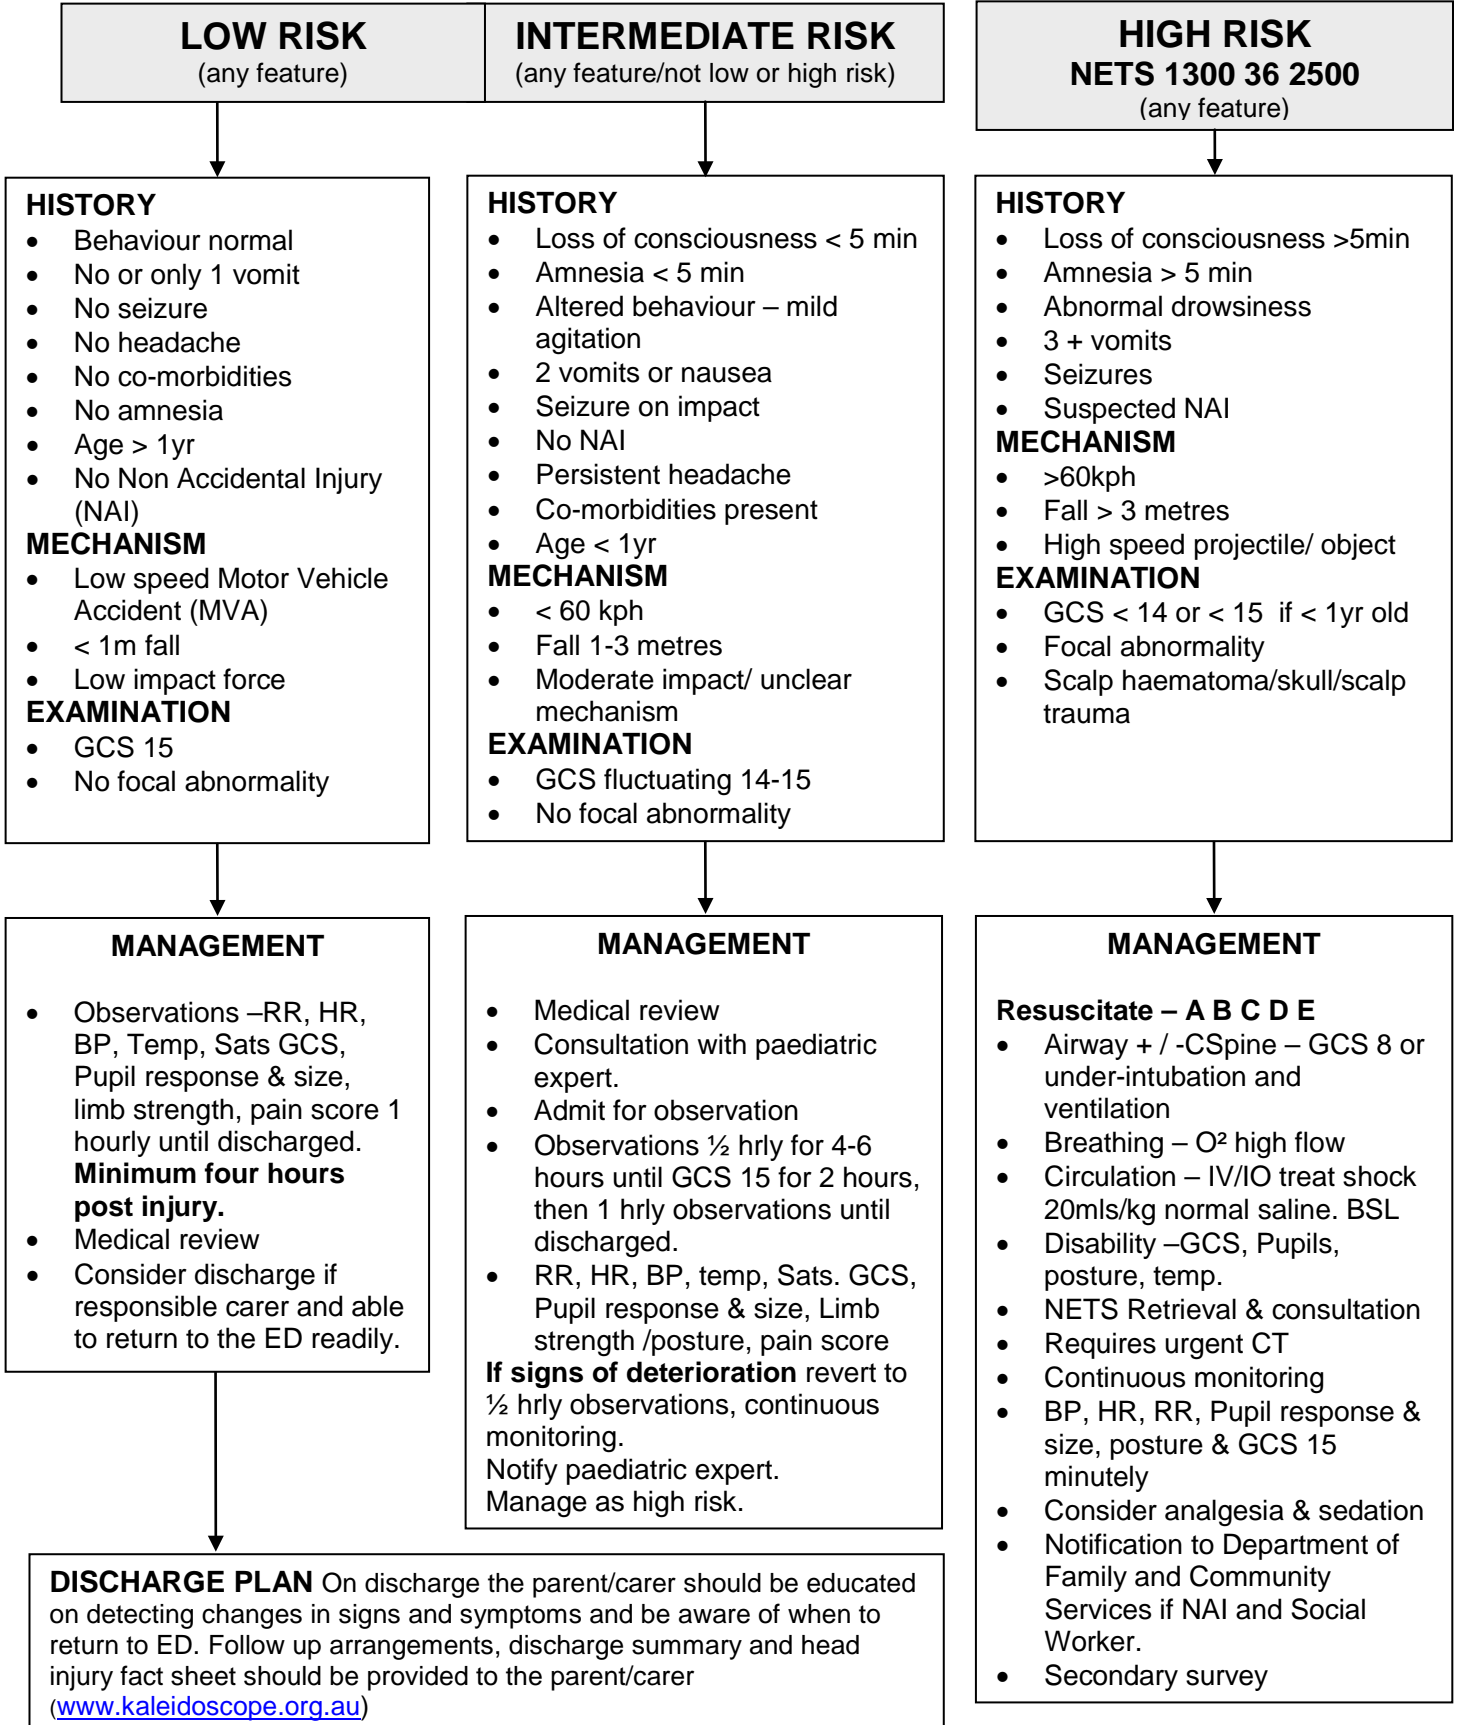 LOW RISK
(any feature)
INTERMEDIATE RISK
(any feature/not low or high risk)
HIGH RISK
NETS 1300 36 2500
(any feature)
HISTORY
• Behaviour normal
• No or only 1 vomit
• No seizure
• No headache
• No co-morbidities
• No amnesia
• Age > 1yr
• No Non Accidental Injury
(NAI)
MECHANISM
• Low speed Motor Vehicle
Accident (MVA)
• < 1m fall
• Low impact force
EXAMINATION
• GCS 15
• No focal abnormality
HISTORY
• Loss of consciousness < 5 min
• Amnesia < 5 min
• Altered behaviour – mild
agitation
• 2 vomits or nausea
• Seizure on impact
• No NAI
• Persistent headache
• Co-morbidities present
• Age < 1yr
MECHANISM
• < 60 kph
• Fall 1-3 metres
• Moderate impact/ unclear
mechanism
EXAMINATION
• GCS fluctuating 14-15
• No focal abnormality
HISTORY
• Loss of consciousness >5min
• Amnesia > 5 min
• Abnormal drowsiness
• 3 + vomits
• Seizures
• Suspected NAI
MECHANISM
• >60kph
• Fall > 3 metres
• High speed projectile/ object
EXAMINATION
• GCS < 14 or < 15 if < 1yr old
• Focal abnormality
• Scalp haematoma/skull/scalp
trauma
MANAGEMENT
• Observations –RR, HR,
BP, Temp, Sats GCS,
Pupil response & size,
limb strength, pain score 1
hourly until discharged.
Minimum four hours
post injury.
• Medical review
• Consider discharge if
responsible carer and able
to return to the ED readily.
MANAGEMENT
• Medical review
• Consultation with paediatric
expert.
• Admit for observation
• Observations ½ hrly for 4-6
hours until GCS 15 for 2 hours,
then 1 hrly observations until
discharged.
• RR, HR, BP, temp, Sats. GCS,
Pupil response & size, Limb
strength /posture, pain score
If signs of deterioration revert to
½ hrly observations, continuous
monitoring.
Notify paediatric expert.
Manage as high risk.
MANAGEMENT
Resuscitate – A B C D E
• Airway + / -CSpine – GCS 8 or
under-intubation and
ventilation
• Breathing – O² high flow
• Circulation – IV/IO treat shock
20mls/kg normal saline. BSL
• Disability –GCS, Pupils,
posture, temp.
• NETS Retrieval & consultation
• Requires urgent CT
• Continuous monitoring
• BP, HR, RR, Pupil response &
size, posture & GCS 15
minutely
• Consider analgesia & sedation
• Notification to Department of
Family and Community
Services if NAI and Social
Worker.
• Secondary survey
DISCHARGE PLAN On discharge the parent/carer should be educated
on detecting changes in signs and symptoms and be aware of when to
return to ED. Follow up arrangements, discharge summary and head
injury fact sheet should be provided to the parent/carer
(www.kaleidoscope.org.au)